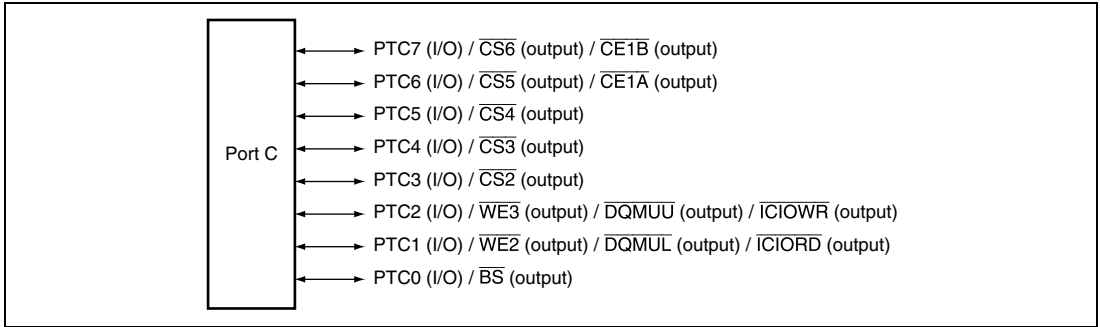 Port C
PTC7 (I/O) / CS6 (output) / CE1B (output)
PTC6 (I/O) / CS5 (output) / CE1A (output)
PTC5 (I/O) / CS4 (output)
PTC4 (I/O) / CS3 (output)
PTC3 (I/O) / CS2 (output)
PTC2 (I/O) / WE3 (output) / DQMUU (output) / ICIOWR (output)
PTC1 (I/O) / WE2 (output) / DQMUL (output) / ICIORD (output)
PTC0 (I/O) / BS (output)